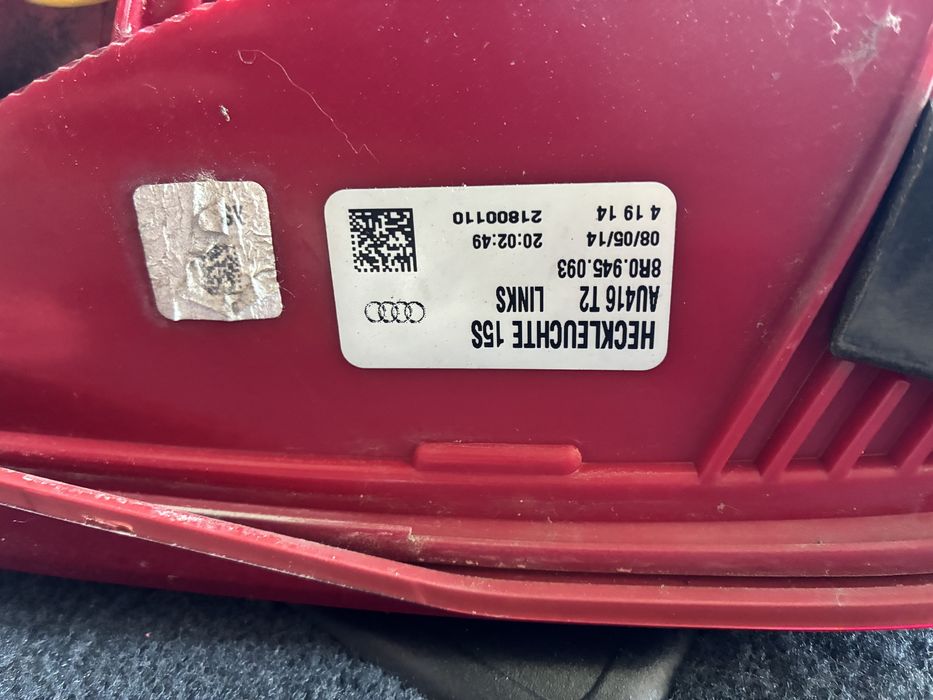 HECKLEUCHTE 15S
AU416 T2 LINKS
8R0.945.093
08/05/14 20:02:49
4 19 14 21800110